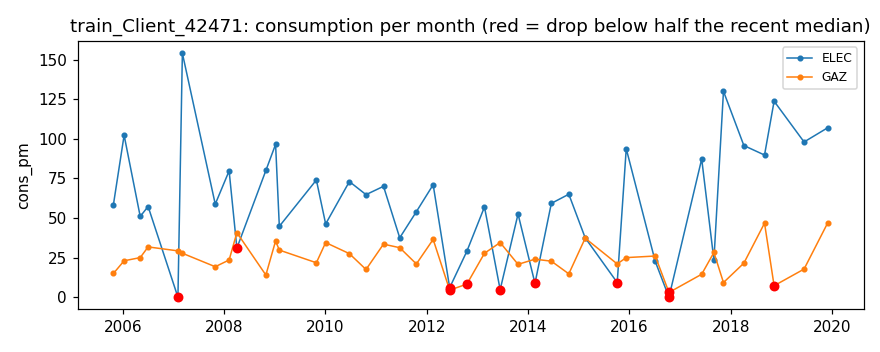 train_Client_42471: consumption per month (red = drop below half the recent median)
ELEC
GAZ
cons_pm
150
125
100
75
50
25
0
2006 2008 2010 2012 2014 2016 2018 2020